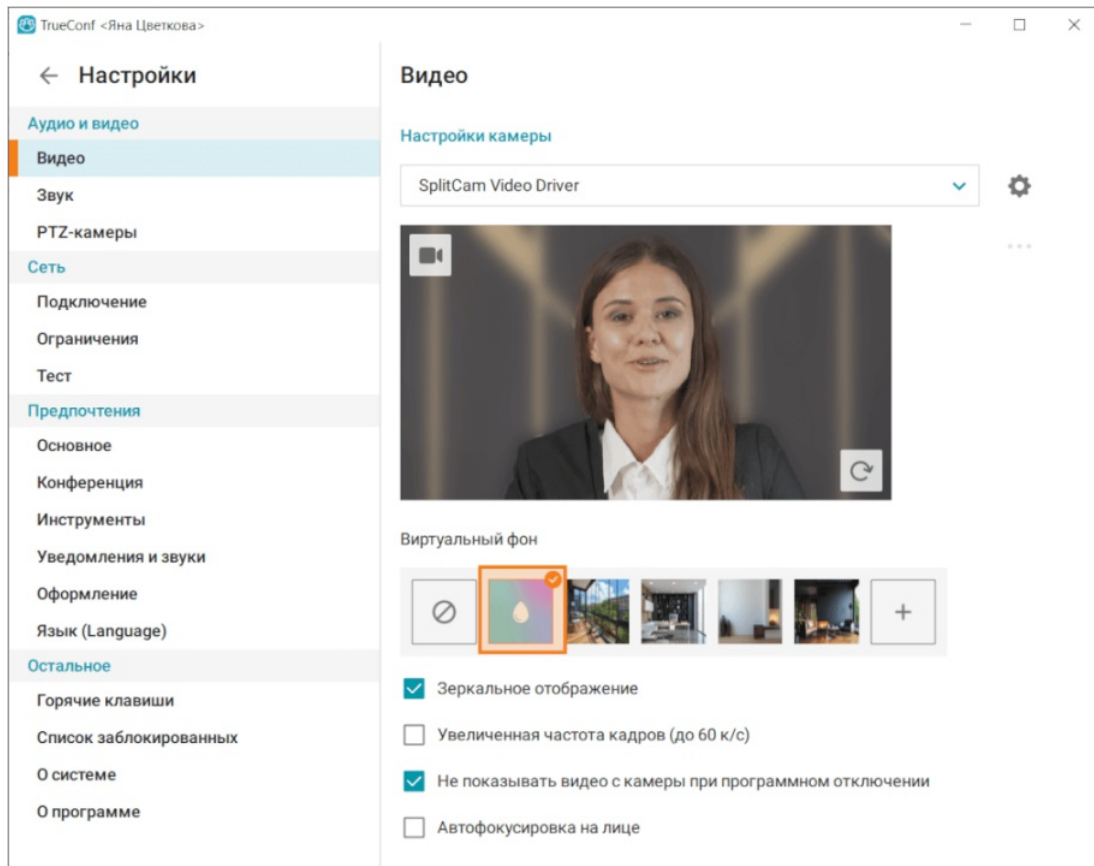 TrueConf <Яна Цветкова>
Настройки
Аудио и видео
Видео
Звук
PTZ-камеры
Сеть
Подключение
Ограничения
Тест
Предпочтения
Основное
Конференция
Инструменты
Уведомления и звуки
Оформление
Язык (Language)
Остальное
Горячие клавиши
Список заблокированных
О системе
О программе
Видео
Настройки камеры
SplitCam Video Driver
Виртуальный фон
Зеркальное отображение
Увеличенная частота кадров (до 60 к/с)
Не показывать видео с камеры при программном отключении
Автофокусировка на лице